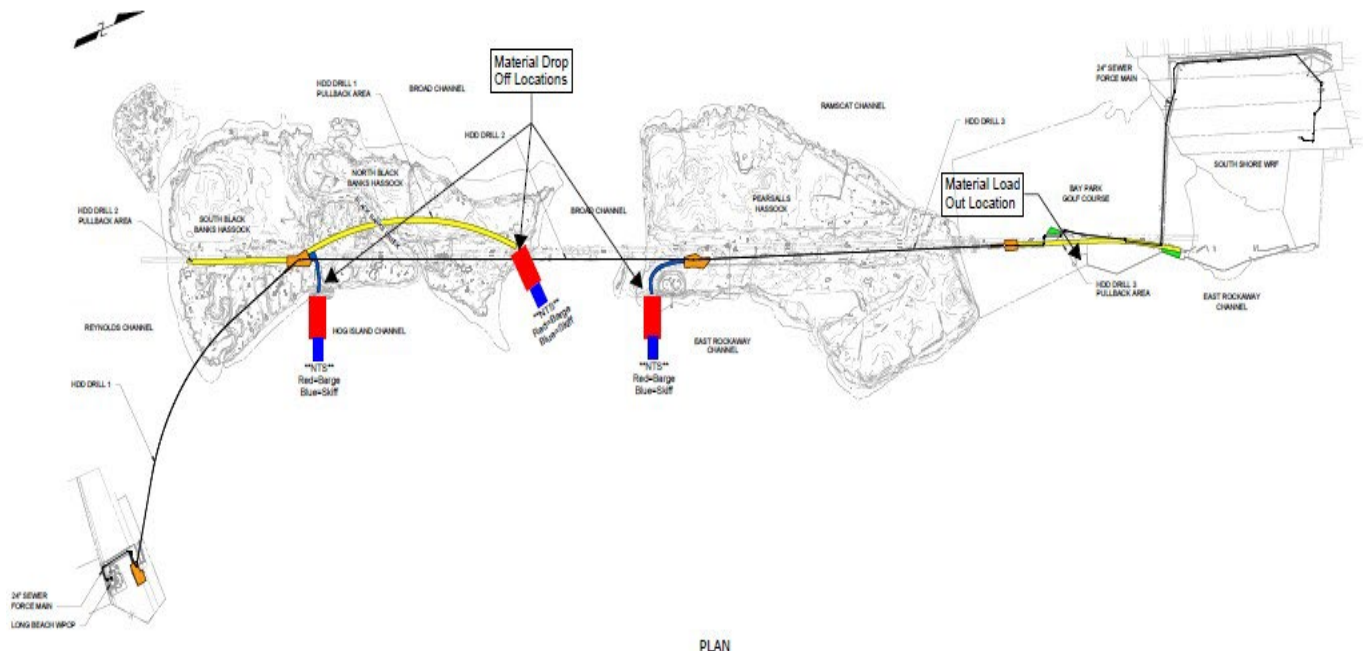 Material Drop
Off Locations
HDD DRILL 1
PULLBACK AREA
BROAD CHANNEL
HDD DRILL 2
RAMSCAT CHANNEL
24" SEWER
FORCE MAIN
HDD DRILL 3
SOUTH SHORE WRF
NORTH BLACK
BANKS HASSOCK
PEARSALLS
HASSOCK
Material Load
Out Location
BAY PARK
GOLF COURSE
HDD DRILL 2
PULLBACK AREA
SOUTH BLACK
BANKS HASSOCK
BROAD CHANNEL
HDD DRILL 3
PULLBACK AREA
EAST ROCKAWAY
CHANNEL
REYNOLDS CHANNEL
HOG ISLAND CHANNEL
**NTS**
Red=Barge
Blue=Skiff
EAST ROCKAWAY
CHANNEL
**NTS**
Red=Barge
Blue=Skiff
**NTS**
Red=Barge
Blue=Skiff
HDD DRILL 1
24" SEWER
FORCE MAIN
LONG BEACH WPCP
PLAN